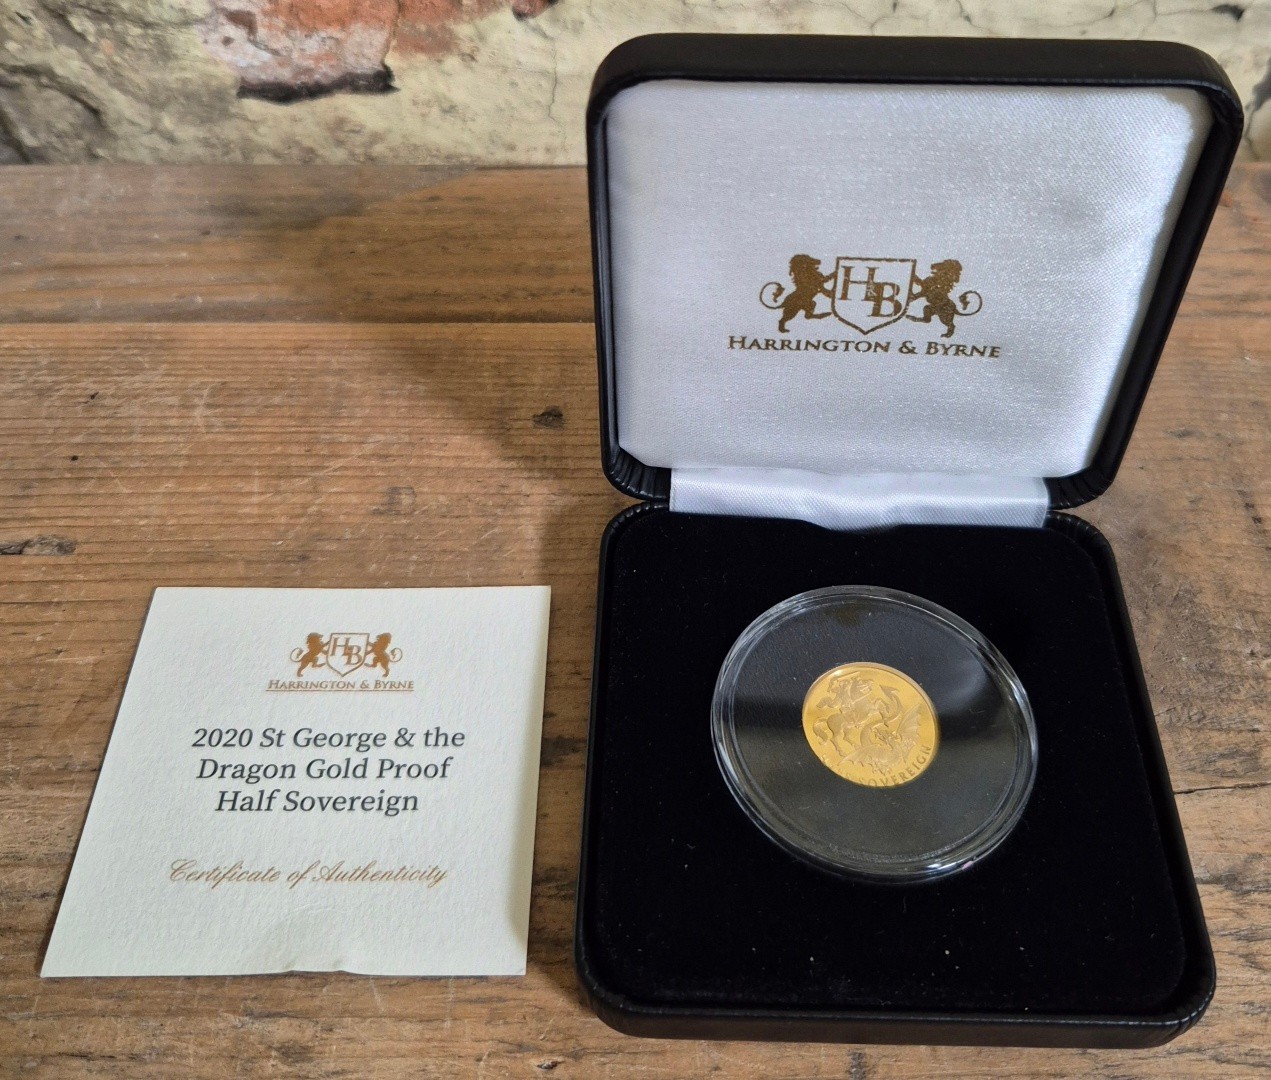 HB
HARRINGTON & BYRNE
HB
HARRINGTON & BYRNE
2020 St George & the
Dragon Gold Proof
Half Sovereign
Certificate of Authenticity
SOVEREIGN